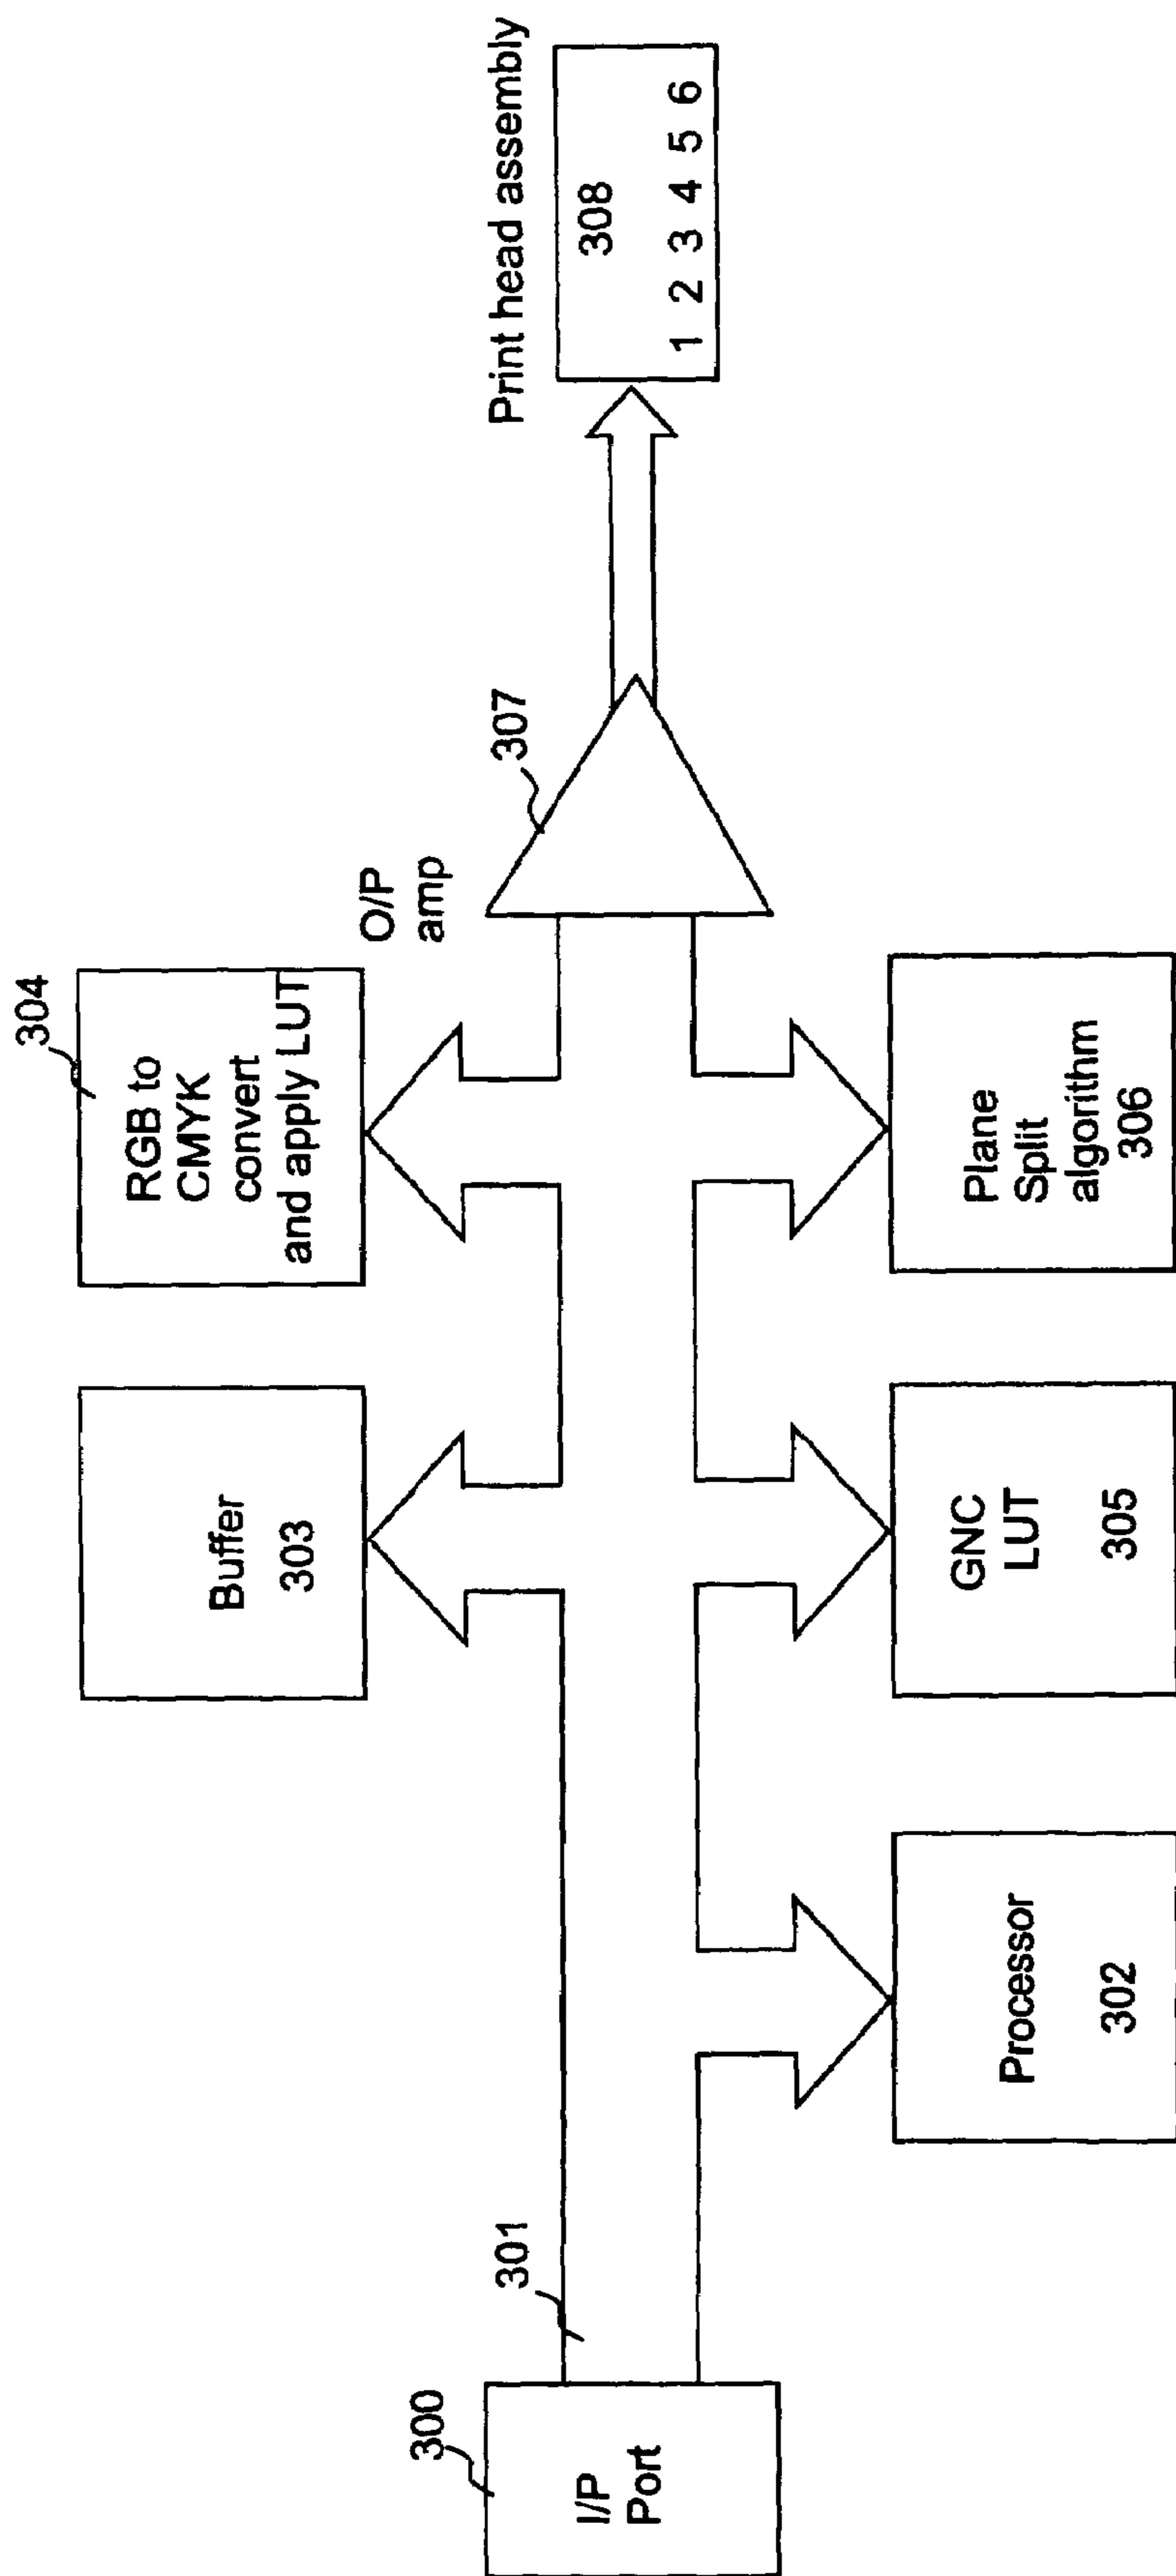 300
I/P
Port
301
Buffer
303
304
RGB to
CMYK
convert
and apply LUT
O/P
amp
307
Print head assembly
308
1 2 3 4 5 6
Processor
302
GNC
LUT
305
Plane
Split
algorithm
306